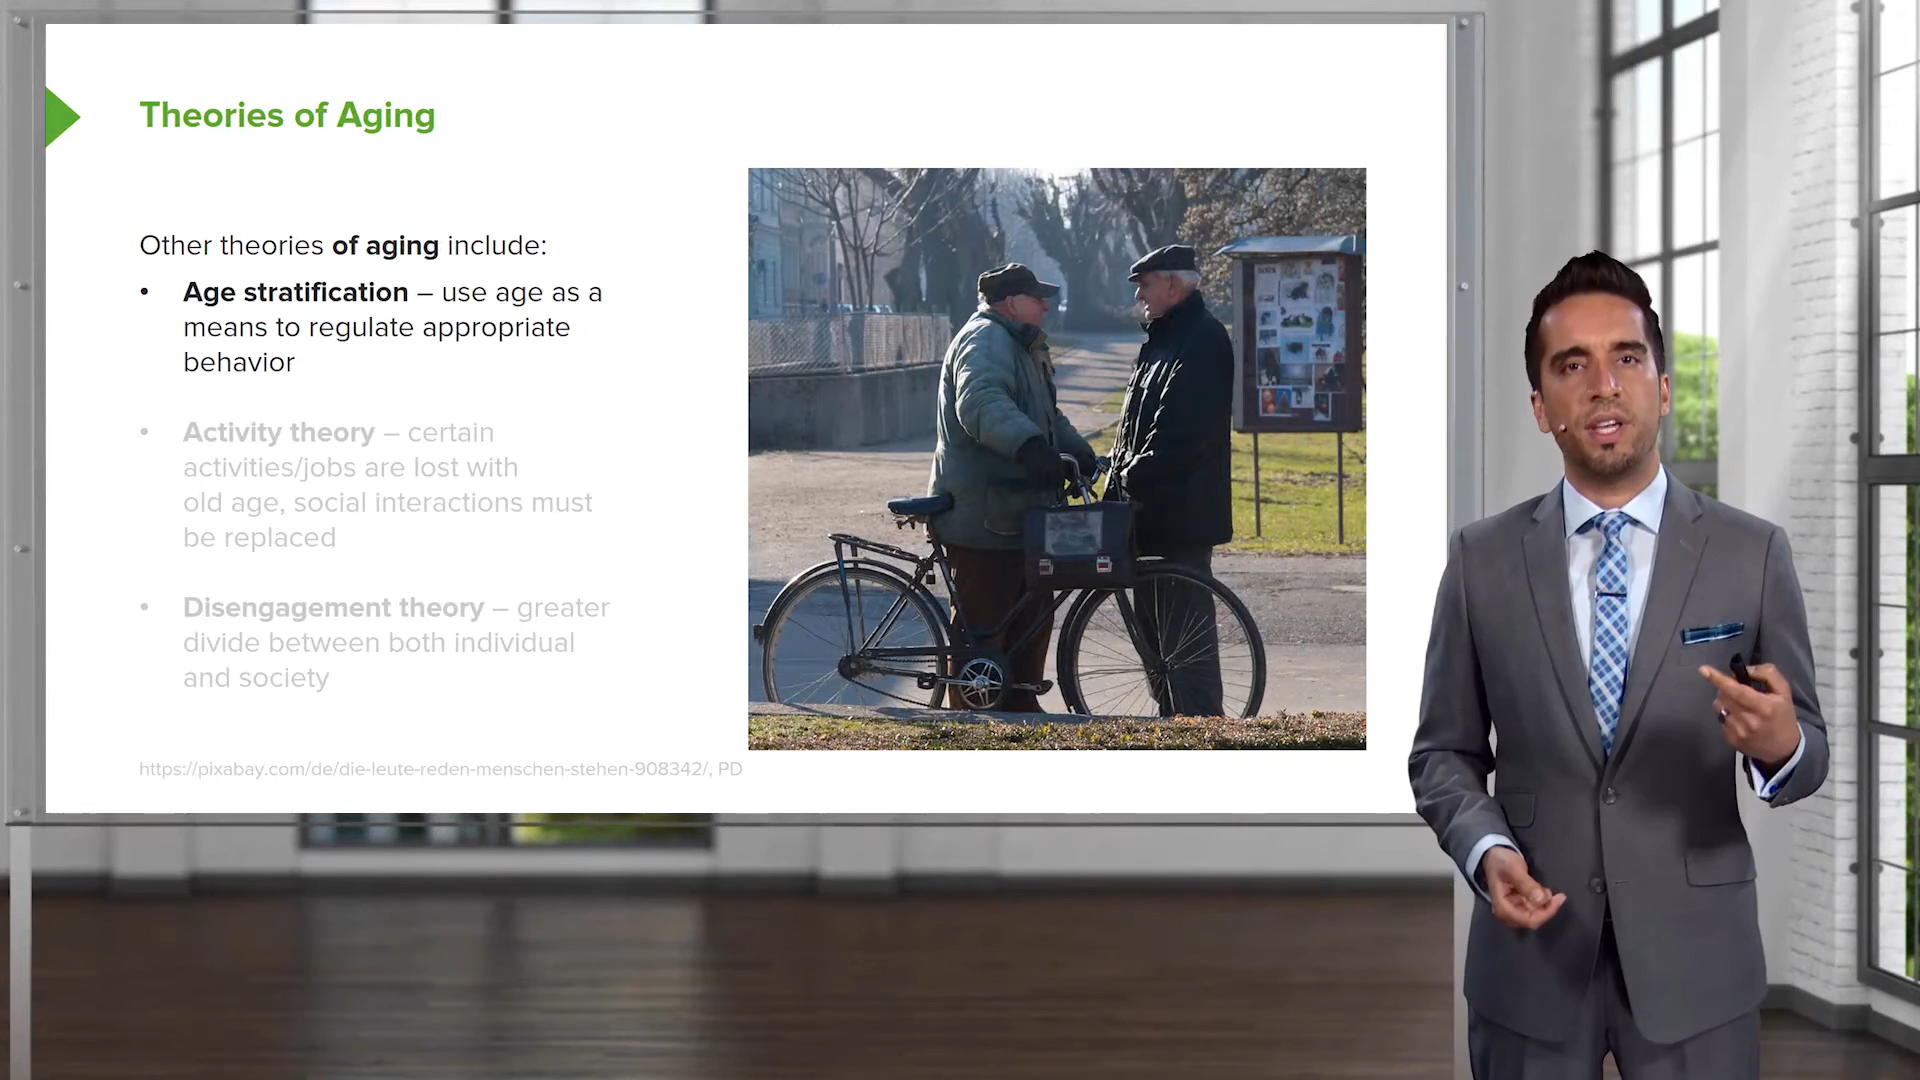 Theories of Aging
Other theories of aging include:
• Age stratification – use age as a
means to regulate appropriate
behavior
• Activity theory – certain
activities/jobs are lost with
old age, social interactions must
be replaced
• Disengagement theory – greater
divide between both individual
and society
https://pixabay.com/de/die-leute-reden-menschen-stehen-908342/, PD